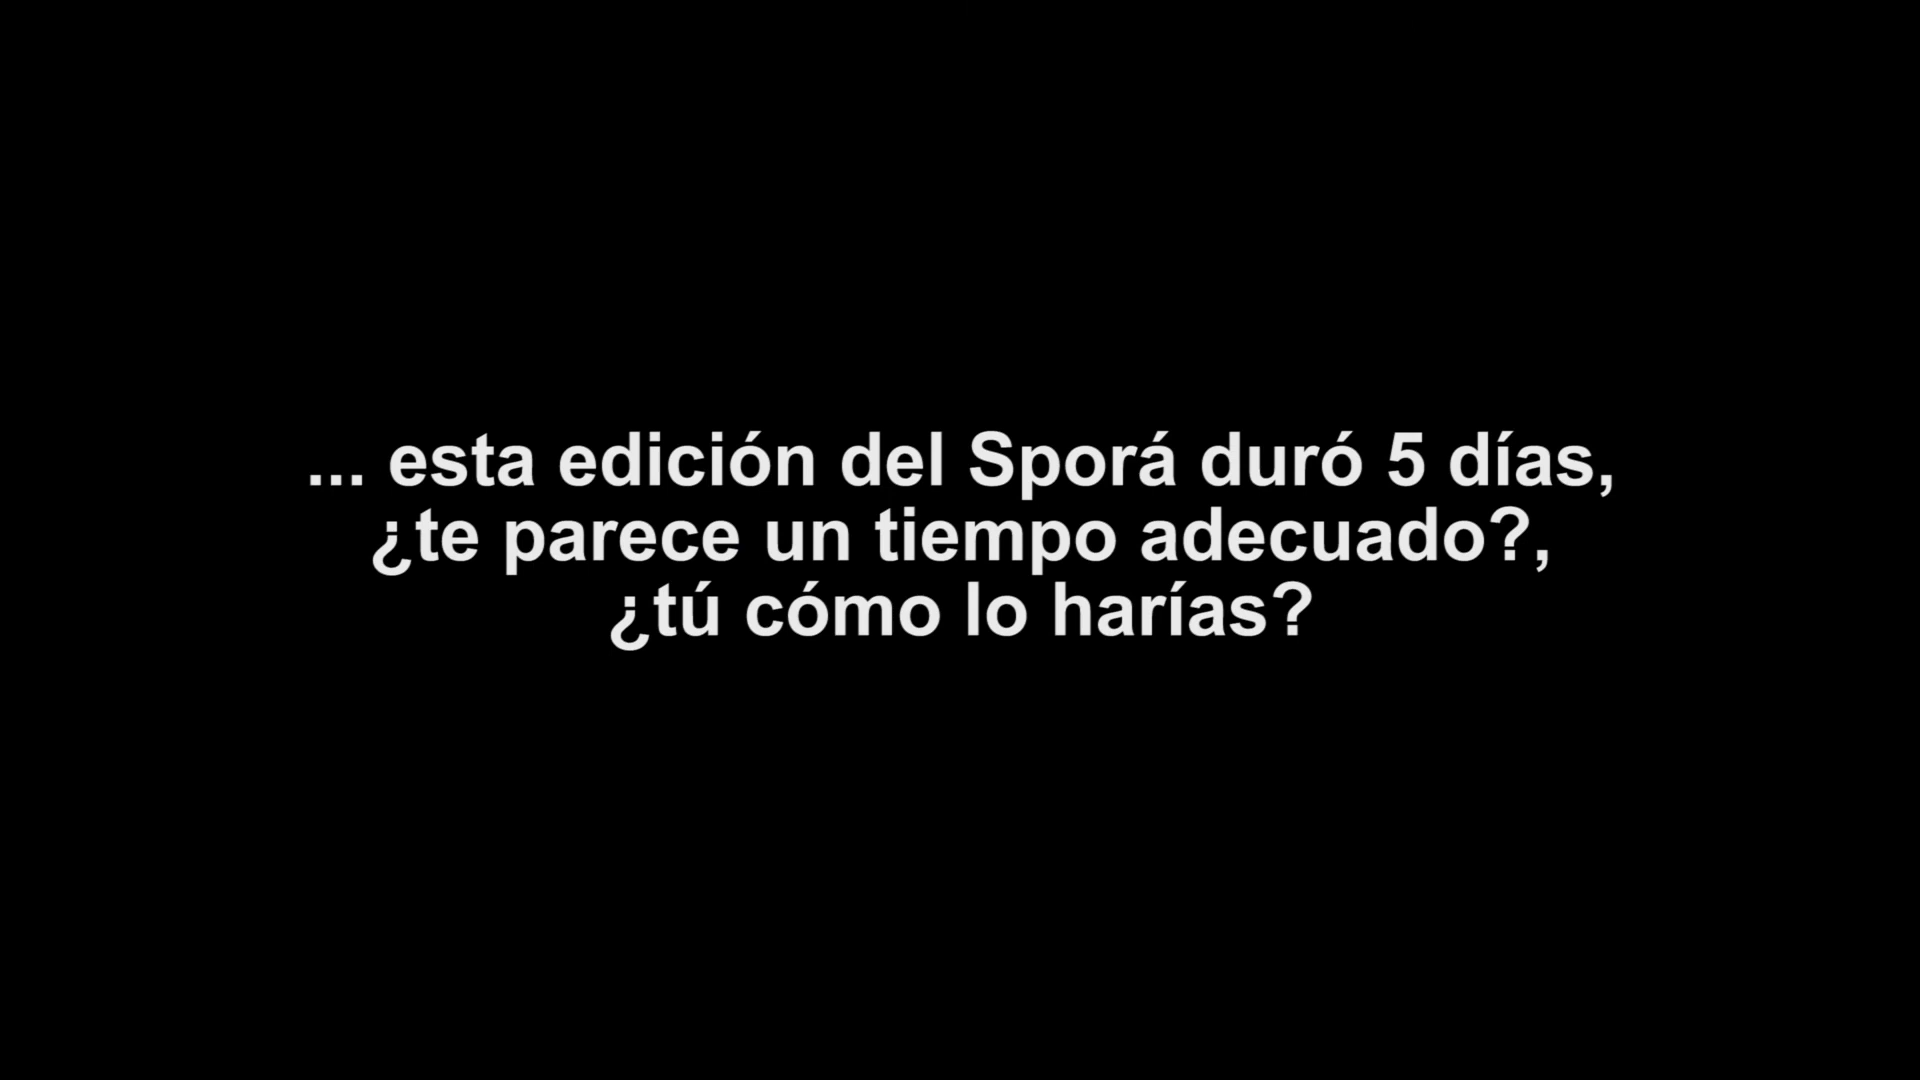 ... esta edición del Sporá duró 5 días,
¿te parece un tiempo adecuado?,
¿tú cómo lo harías?